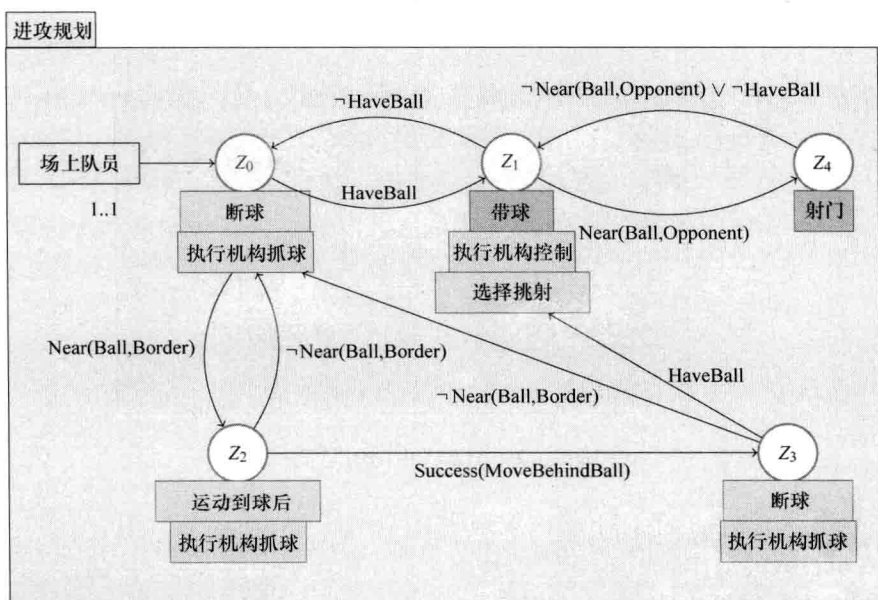 进攻规划
¬Near(Ball,Opponent) ∨ ¬HaveBall
¬HaveBall
场上队员
Z₀
Z₁
Z₄
1..1
HaveBall
断球
带球
射门
执行机构抓球
执行机构控制
Near(Ball,Opponent)
选择挑射
Near(Ball,Border)
¬Near(Ball,Border)
HaveBall
¬Near(Ball,Border)
Z₂
Z₃
Success(MoveBehindBall)
运动到球后
断球
执行机构抓球
执行机构抓球